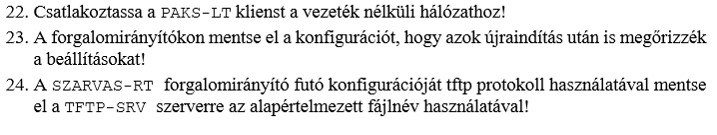 22. Csatlakoztassa a PAKS-LT klienst a vezeték nélküli hálózathoz!
23. A forgalomirányítókon mentse el a konfigurációt, hogy azok újraindítás után is megőrizzék
a beállításokat!
24. A SZARVAS-RT forgalomirányító futó konfigurációját tftp protokoll használatával mentse
el a TFTP-SRV szerverre az alapértelmezett fájlnév használatával!